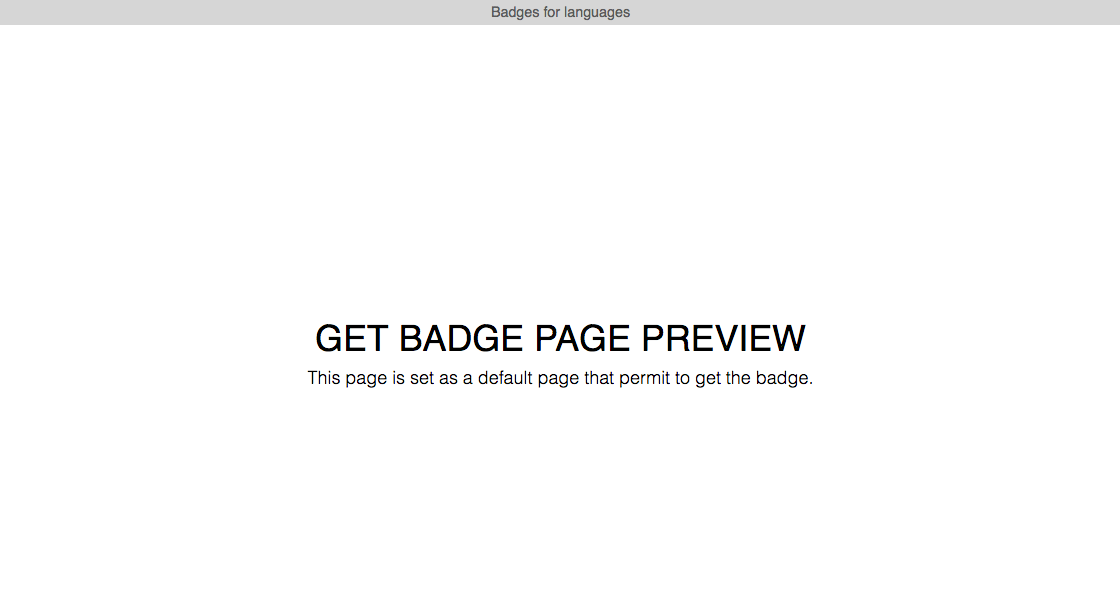 Badges for languages
GET BADGE PAGE PREVIEW
This page is set as a default page that permit to get the badge.